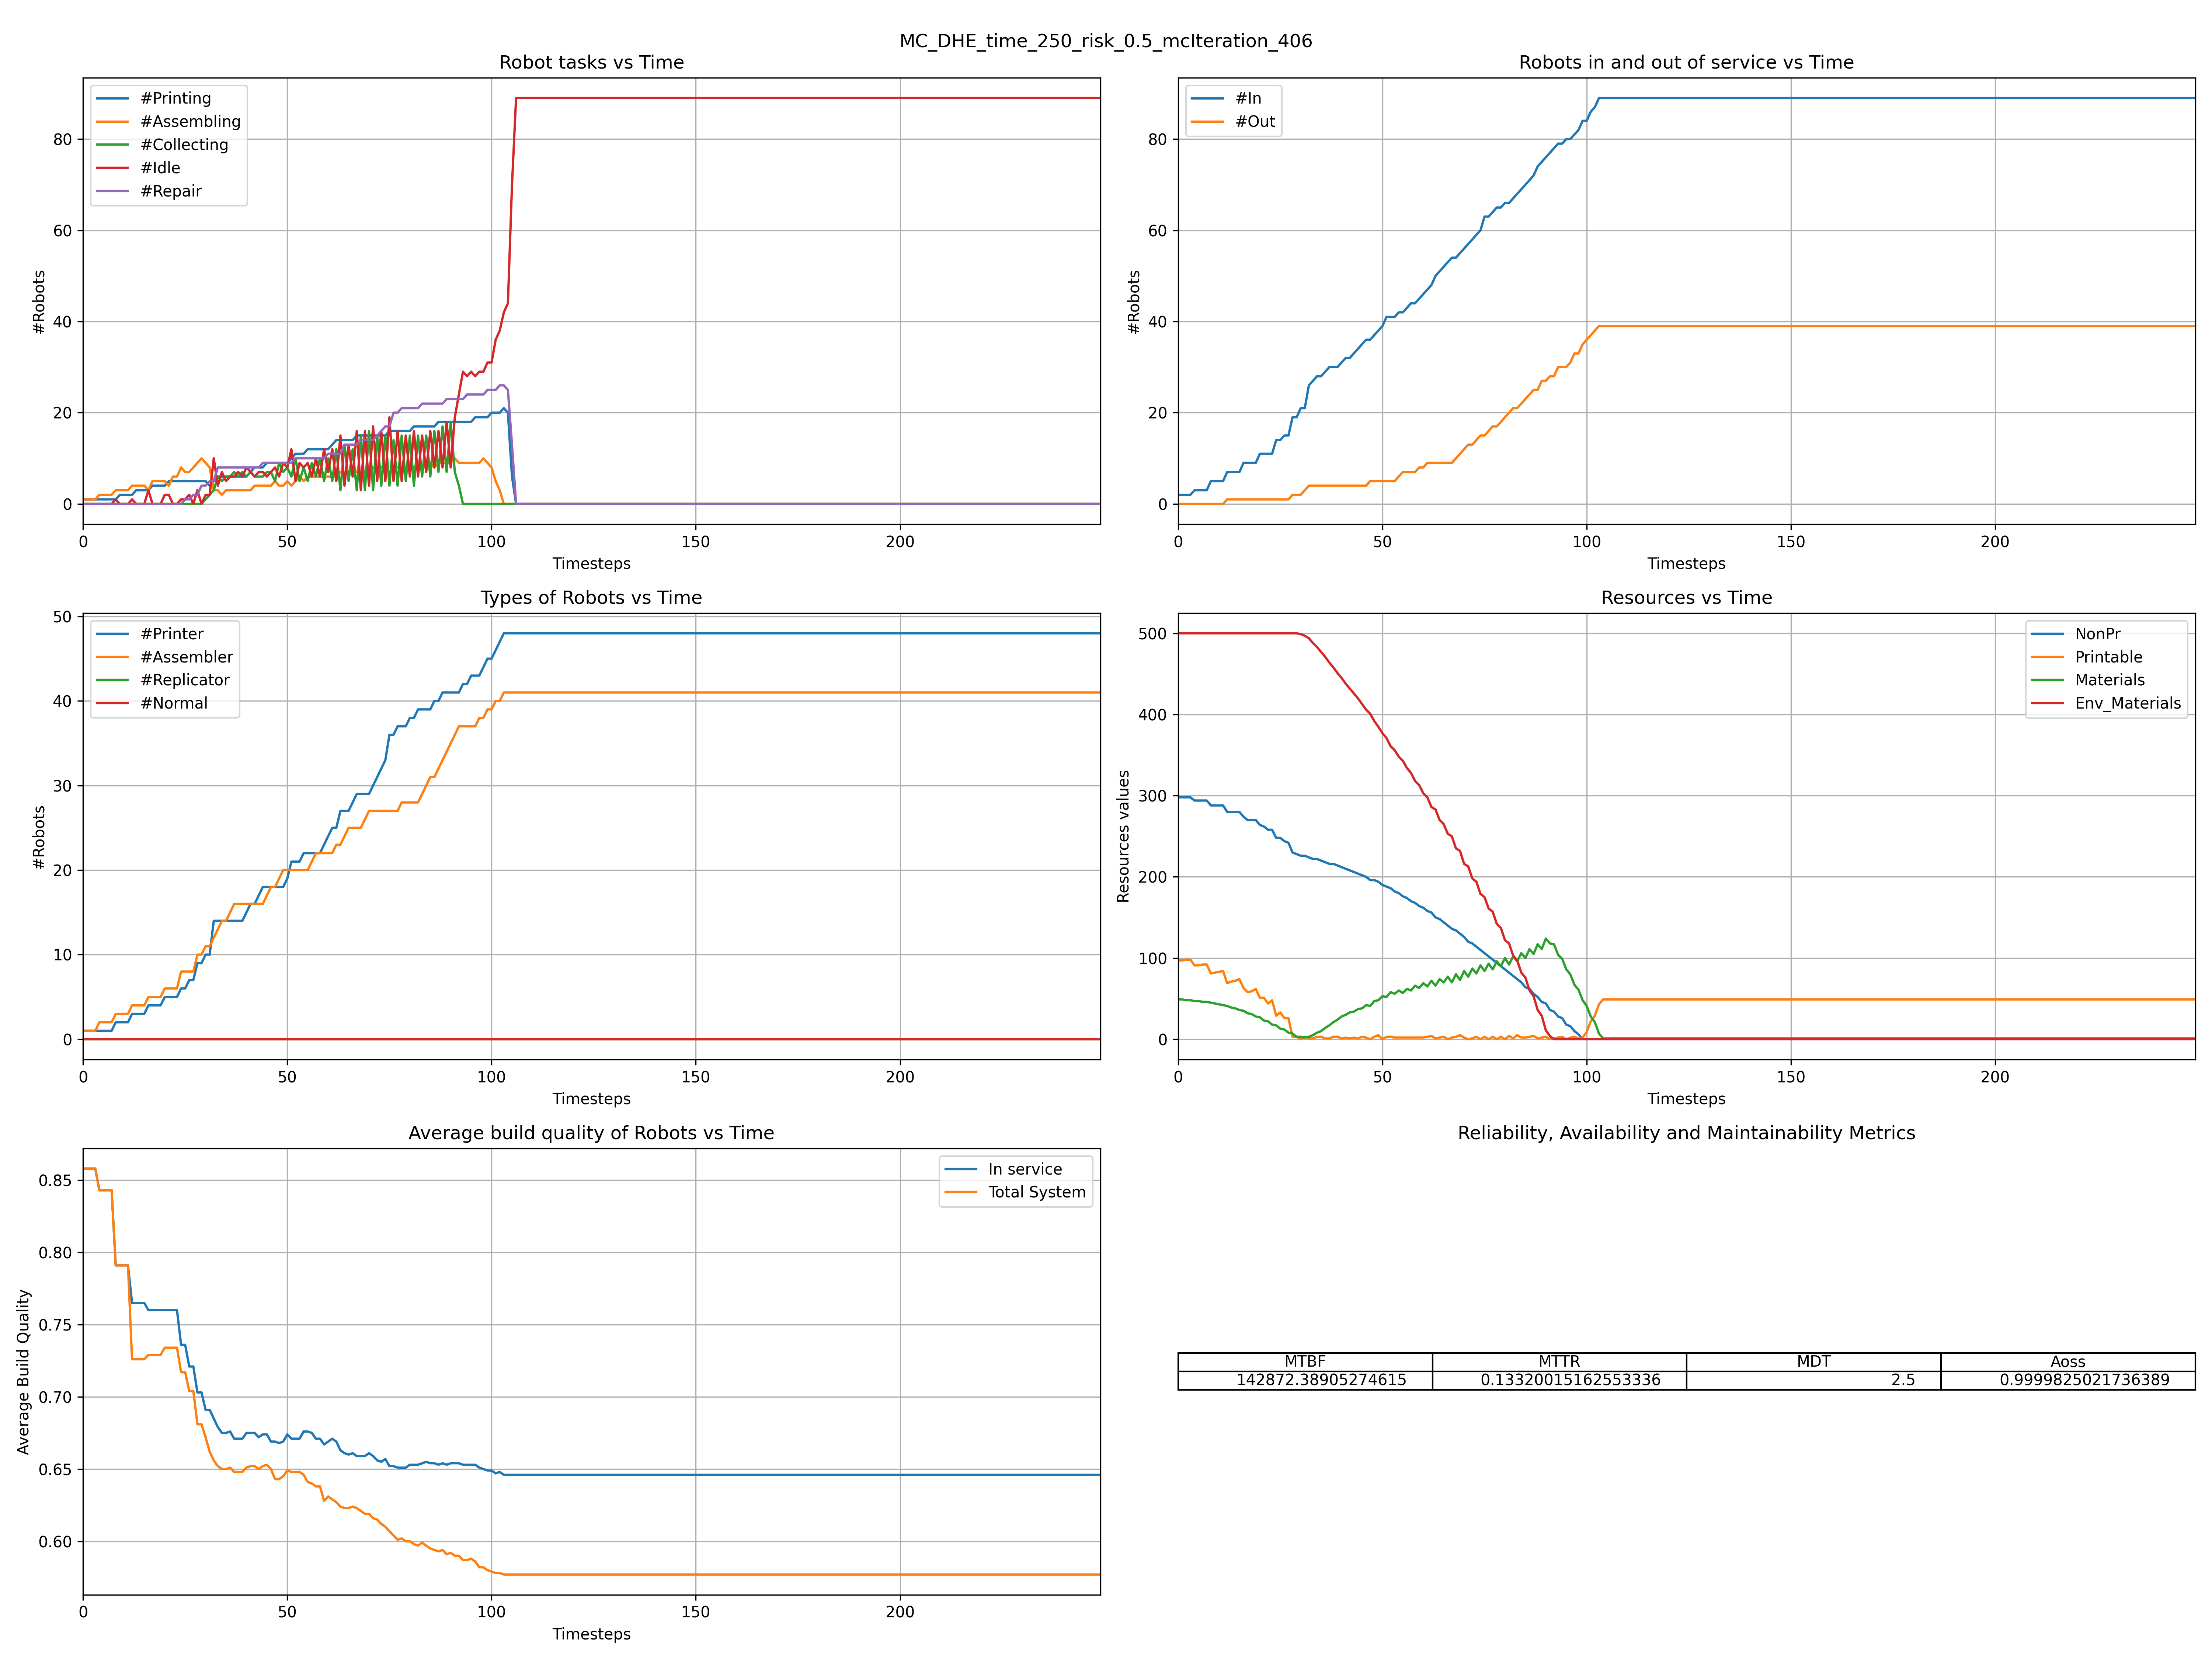 MC_DHE_time_250_risk_0.5_mcIteration_406
Robot tasks vs Time
#Printing
#Assembling
#Collecting
#Idle
#Repair
#Robots
80
60
40
20
0
0 50 100 150 200
Timesteps
Robots in and out of service vs Time
#In
#Out
#Robots
80
60
40
20
0
0 50 100 150 200
Timesteps
Types of Robots vs Time
#Printer
#Assembler
#Replicator
#Normal
#Robots
50
40
30
20
10
0
0 50 100 150 200
Timesteps
Resources vs Time
NonPr
Printable
Materials
Env_Materials
Resources values
500
400
300
200
100
0
0 50 100 150 200
Timesteps
Average build quality of Robots vs Time
In service
Total System
Average Build Quality
0.85
0.80
0.75
0.70
0.65
0.60
0 50 100 150 200
Timesteps
Reliability, Availability and Maintainability Metrics
MTBF MTTR MDT Aoss
142872.38905274615 0.13320015162553336 2.5 0.9999825021736389